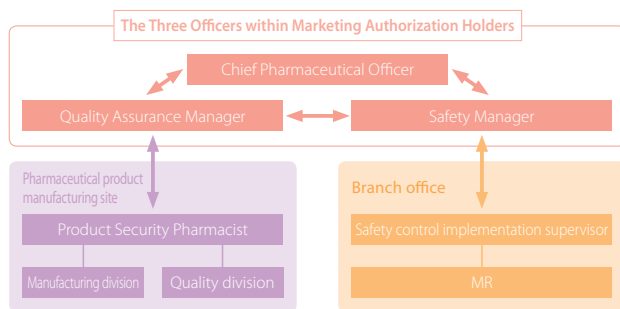 The Three Officers within Marketing Authorization Holders
Chief Pharmaceutical Officer
Quality Assurance Manager
Safety Manager
Pharmaceutical product
manufacturing site
Product Security Pharmacist
Manufacturing division
Quality division
Branch office
Safety control implementation supervisor
MR